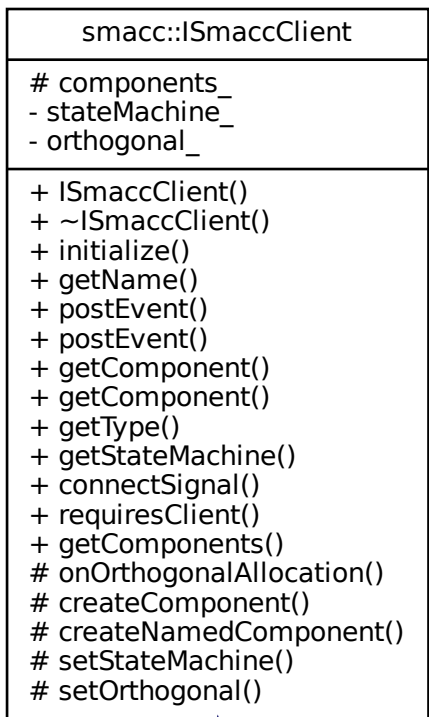 smacc::ISmaccClient
# components_
- stateMachine_
- orthogonal_
+ ISmaccClient()
+ ~ISmaccClient()
+ initialize()
+ getName()
+ postEvent()
+ postEvent()
+ getComponent()
+ getComponent()
+ getType()
+ getStateMachine()
+ connectSignal()
+ requiresClient()
+ getComponents()
# onOrthogonalAllocation()
# createComponent()
# createNamedComponent()
# setStateMachine()
# setOrthogonal()